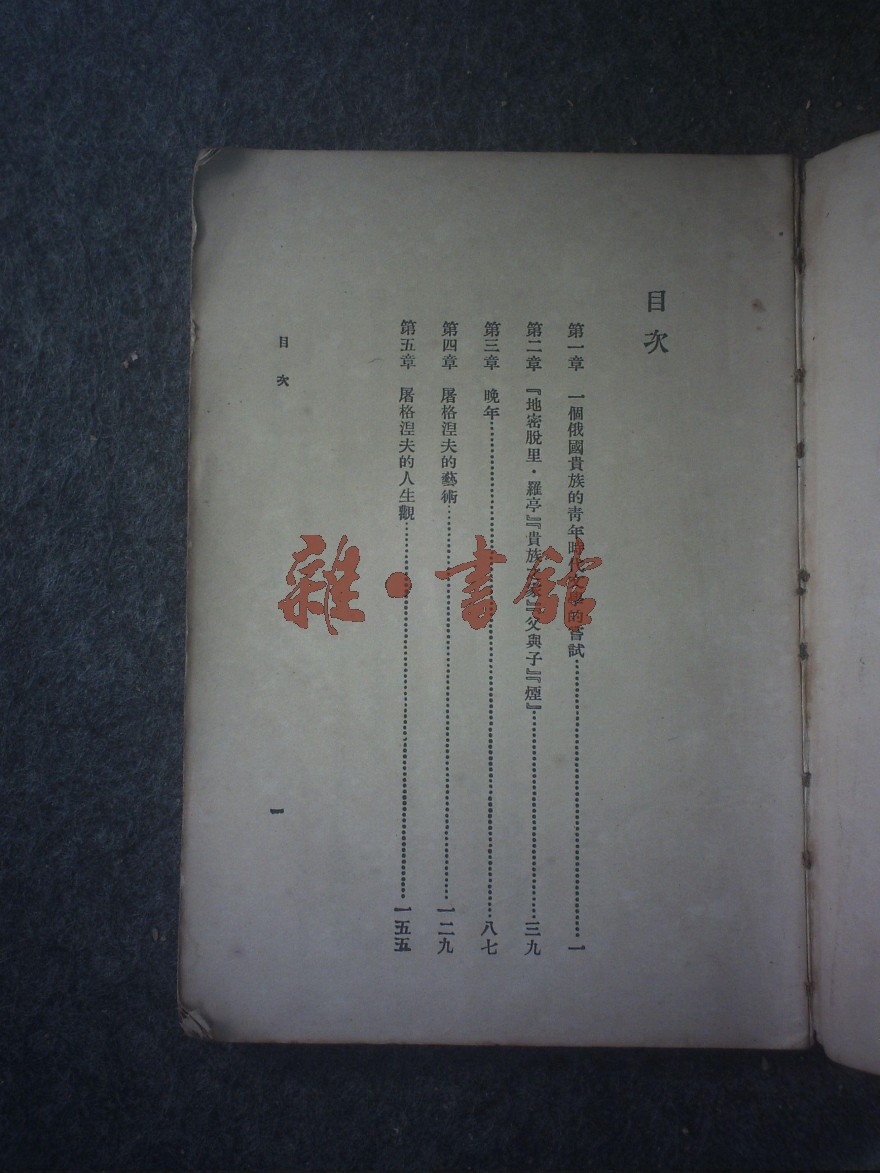 目次
第一章 一個俄國貴族的青年時代文學的嘗試……一
第二章 『地密脫里・羅亭』『貴族之家』『父與子』『煙』……三九
第三章 晚年……八七
第四章 屠格涅夫的藝術……一二九
第五章 屠格涅夫的人生觀……一五五
目次
一
雜・書館